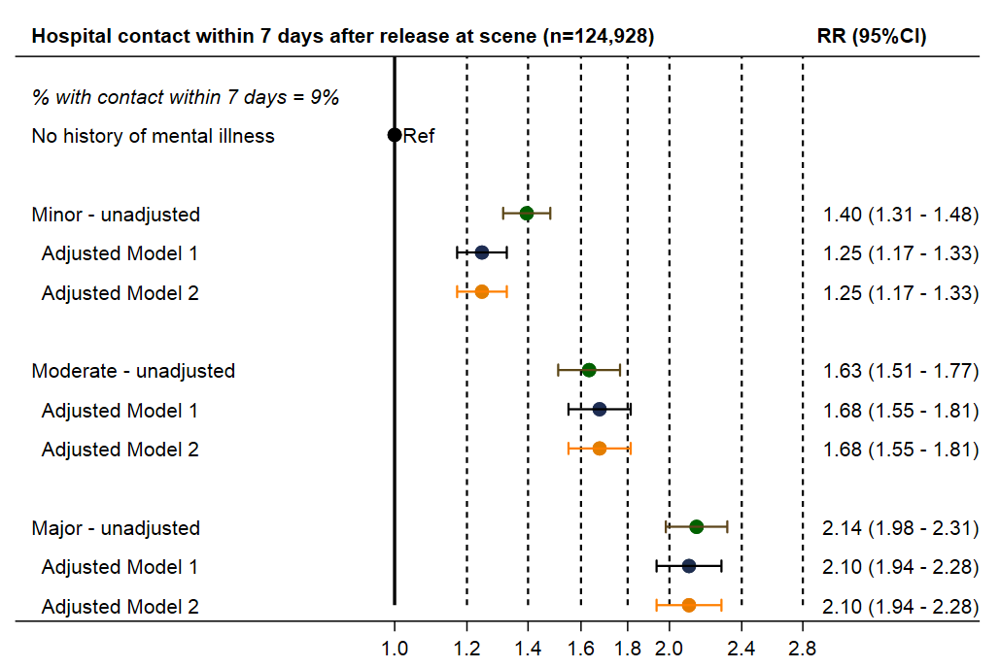 Hospital contact within 7 days after release at scene (n=124,928) RR (95%CI)
% with contact within 7 days = 9%
No history of mental illness Ref
Minor - unadjusted 1.40 (1.31 - 1.48)
Adjusted Model 1 1.25 (1.17 - 1.33)
Adjusted Model 2 1.25 (1.17 - 1.33)
Moderate - unadjusted 1.63 (1.51 - 1.77)
Adjusted Model 1 1.68 (1.55 - 1.81)
Adjusted Model 2 1.68 (1.55 - 1.81)
Major - unadjusted 2.14 (1.98 - 2.31)
Adjusted Model 1 2.10 (1.94 - 2.28)
Adjusted Model 2 2.10 (1.94 - 2.28)
1.0 1.2 1.4 1.6 1.8 2.0 2.4 2.8